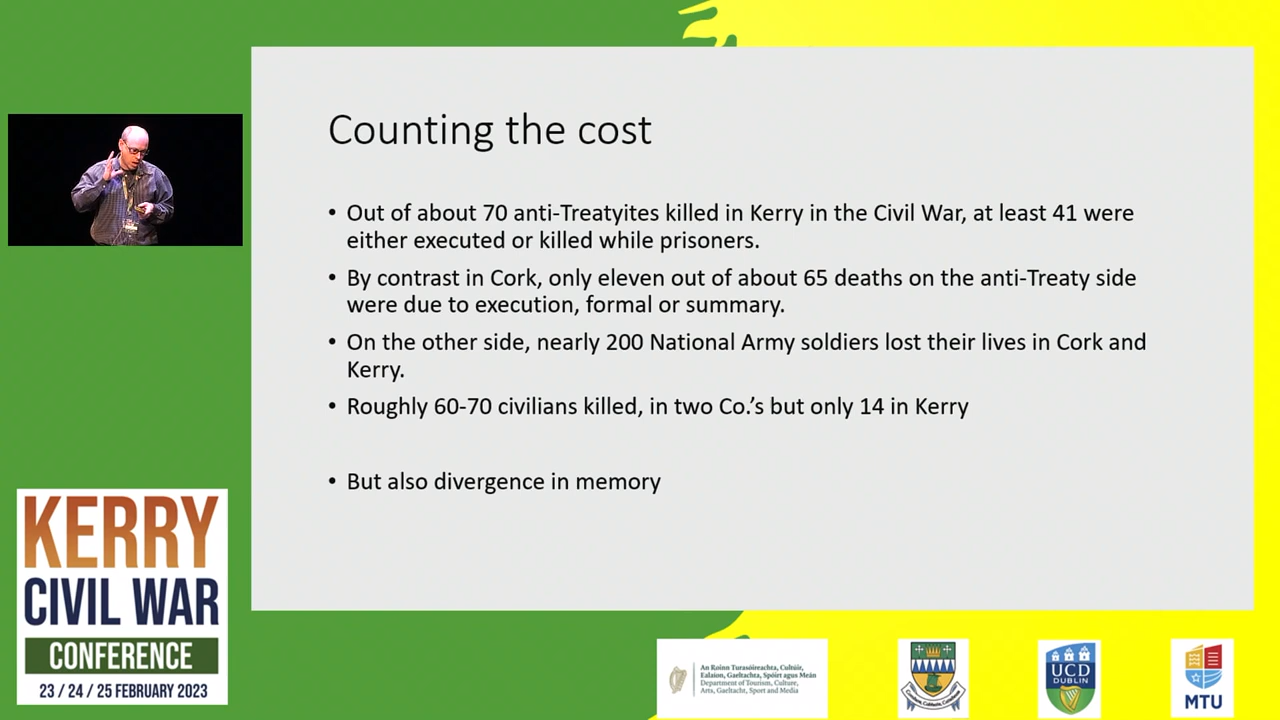 Counting the cost
• Out of about 70 anti-Treatyites killed in Kerry in the Civil War, at least 41 were
either executed or killed while prisoners.
• By contrast in Cork, only eleven out of about 65 deaths on the anti-Treaty side
were due to execution, formal or summary.
• On the other side, nearly 200 National Army soldiers lost their lives in Cork and
Kerry.
• Roughly 60-70 civilians killed, in two Co.'s but only 14 in Kerry
• But also divergence in memory
KERRY
CIVIL WAR
CONFERENCE
23 / 24 / 25 FEBRUARY 2023
An Roinn Turasóireachta, Cultúir,
Ealaíon, Gaeltachta, Spóirt agus Meán
Department of Tourism, Culture,
Arts, Gaeltacht, Sport and Media
UCD
DUBLIN
MTU